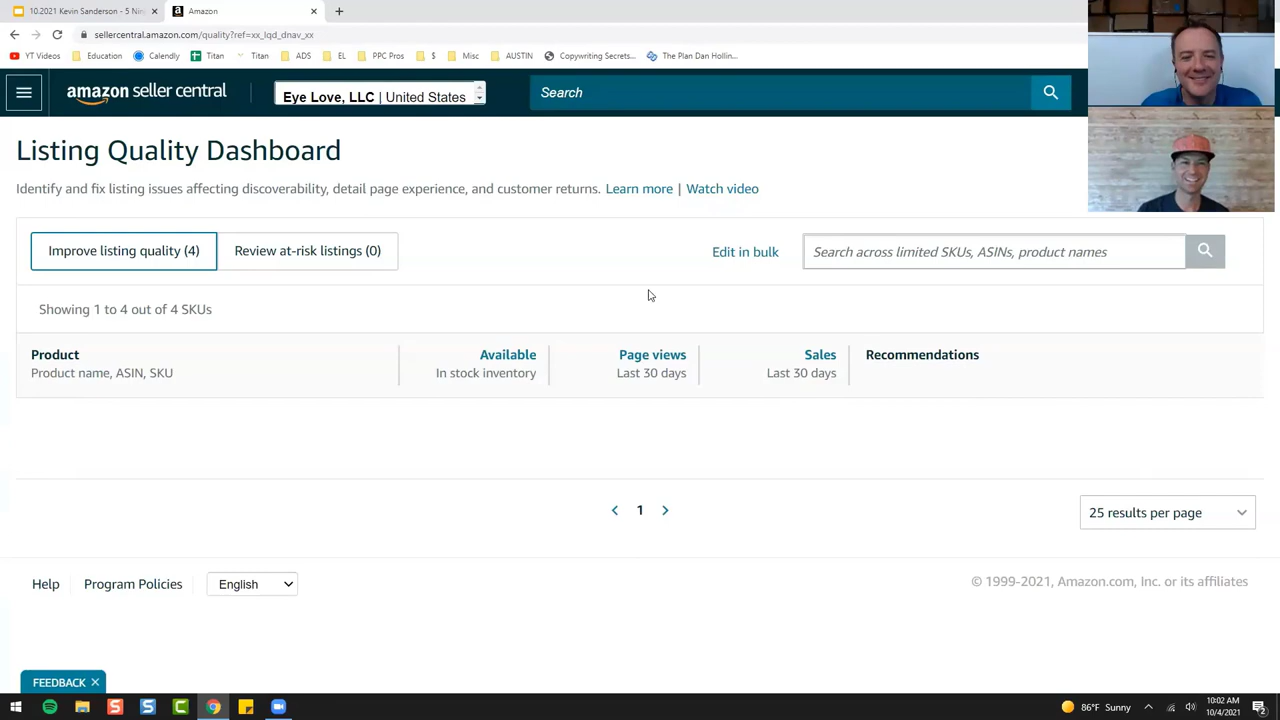 10.2021 Kevin Sanderson - 5 Nin
Amazon
sellercentral.amazon.com/quality?ref=xx_lqd_dnav_xx
YT Videos
Education
Calendly
Titan
Titan
ADS
EL
PPC Pros
$
Misc
AUSTIN
Copywriting Secrets...
The Plan Dan Hollin...
amazon seller central
Eye Love, LLC | United States
Search
Listing Quality Dashboard
Identify and fix listing issues affecting discoverability, detail page experience, and customer returns. Learn more | Watch video
Improve listing quality (4)
Review at-risk listings (0)
Edit in bulk
Search across limited SKUs, ASINs, product names
Showing 1 to 4 out of 4 SKUs
Product
Product name, ASIN, SKU
Available
In stock inventory
Page views
Last 30 days
Sales
Last 30 days
Recommendations
1
25 results per page
Help
Program Policies
English
© 1999-2021, Amazon.com, Inc. or its affiliates
FEEDBACK
86°F Sunny
10:02 AM
10/4/2021
2